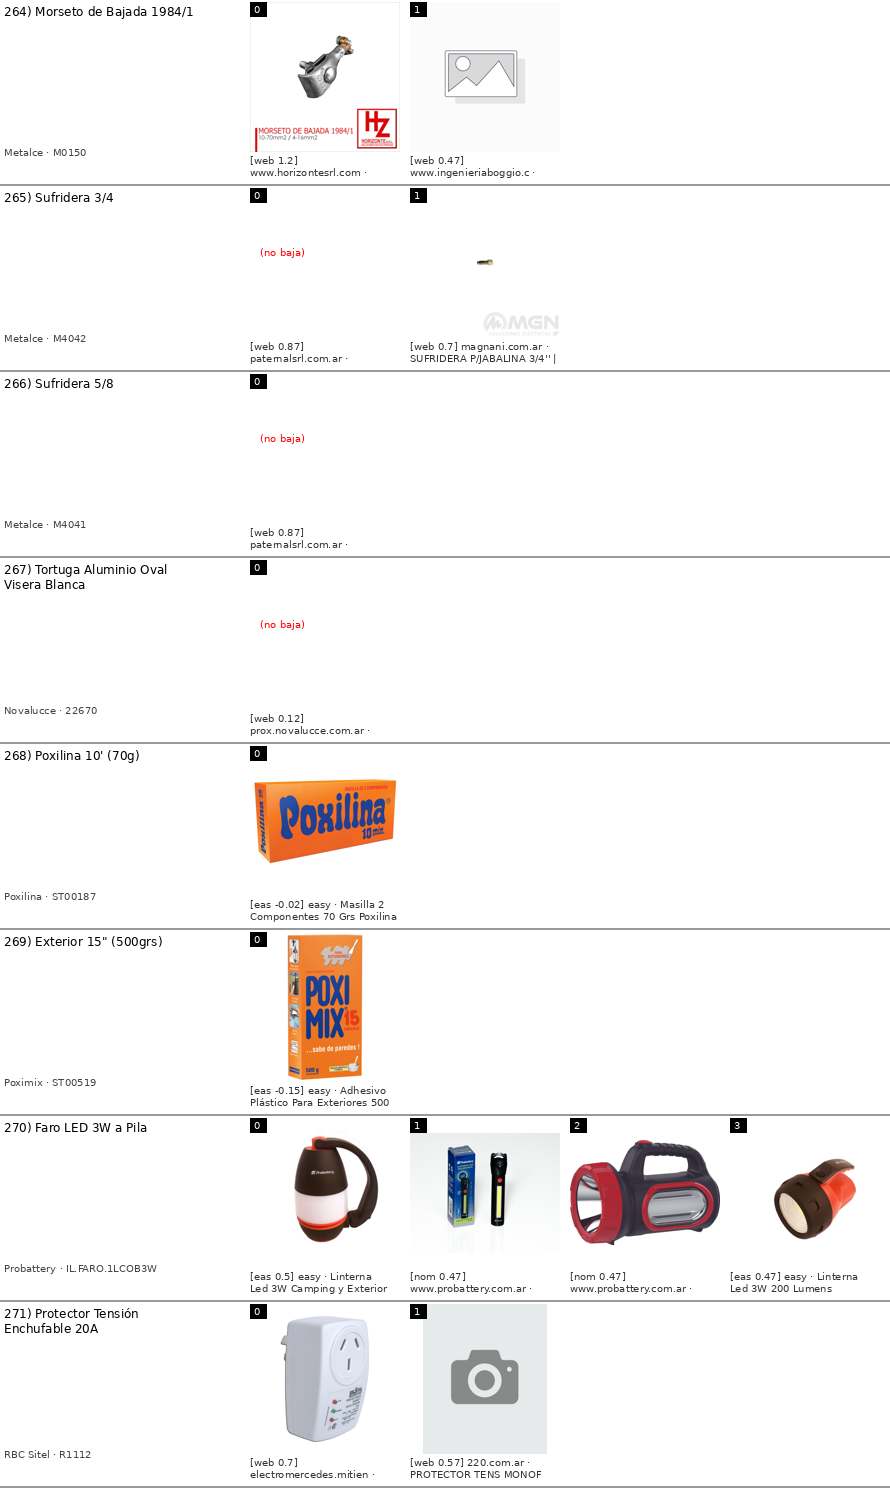 264) Morseto de Bajada 1984/1
0
1
MORSETO DE BAJADA 1984/1
10-70mm2 / 4-16mm2
HZ
HORIZONTE
Metalce · M0150
[web 1.2]
www.horizontesrl.com ·
[web 0.47]
www.ingenieriaboggio.c ·
265) Sufridera 3/4
0
1
(no baja)
MGN
Metalce · M4042
[web 0.87]
paternalsrl.com.ar ·
[web 0.7] magnani.com.ar ·
SUFRIDERA P/JABALINA 3/4'' |
266) Sufridera 5/8
0
(no baja)
Metalce · M4041
[web 0.87]
paternalsrl.com.ar ·
267) Tortuga Aluminio Oval
Visera Blanca
0
(no baja)
Novalucce · 22670
[web 0.12]
prox.novalucce.com.ar ·
268) Poxilina 10' (70g)
0
Poxilina
Poxilina
10 min.
Poxilina · ST00187
[eas -0.02] easy · Masilla 2
Componentes 70 Grs Poxilina
269) Exterior 15" (500grs)
0
POXI
MIX
15
...sabe de paredes !
500 g
Poximix · ST00519
[eas -0.15] easy · Adhesivo
Plástico Para Exteriores 500
270) Faro LED 3W a Pila
0
1
2
3
Probattery
Probattery · IL.FARO.1LCOB3W
[eas 0.5] easy · Linterna
Led 3W Camping y Exterior
[nom 0.47]
www.probattery.com.ar ·
[nom 0.47]
www.probattery.com.ar ·
[eas 0.47] easy · Linterna
Led 3W 200 Lumens
271) Protector Tensión
Enchufable 20A
0
1
RBC Sitel · R1112
[web 0.7]
electromercedes.mitien ·
[web 0.57] 220.com.ar ·
PROTECTOR TENS MONOF